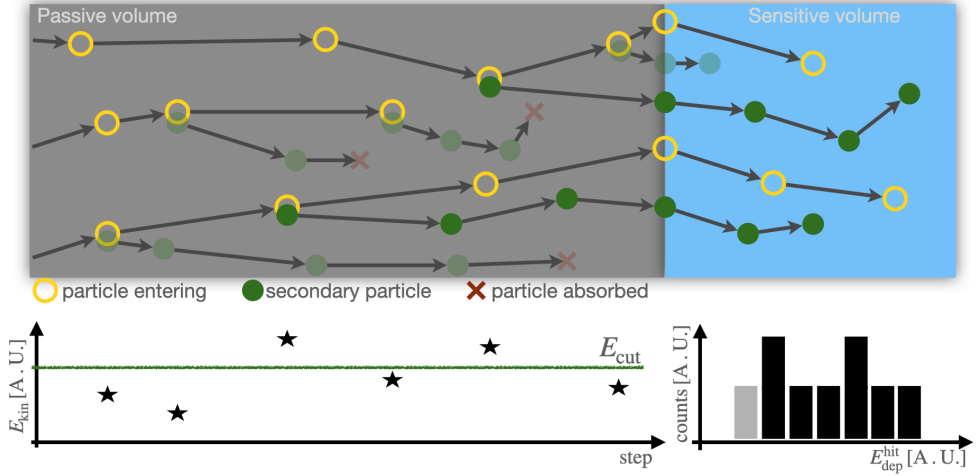 Passive volume
Sensitive volume
particle entering
secondary particle
particle absorbed
E_kin [A . U.]
E_cut
step
counts [A . U.]
E_dep^hit [A . U.]